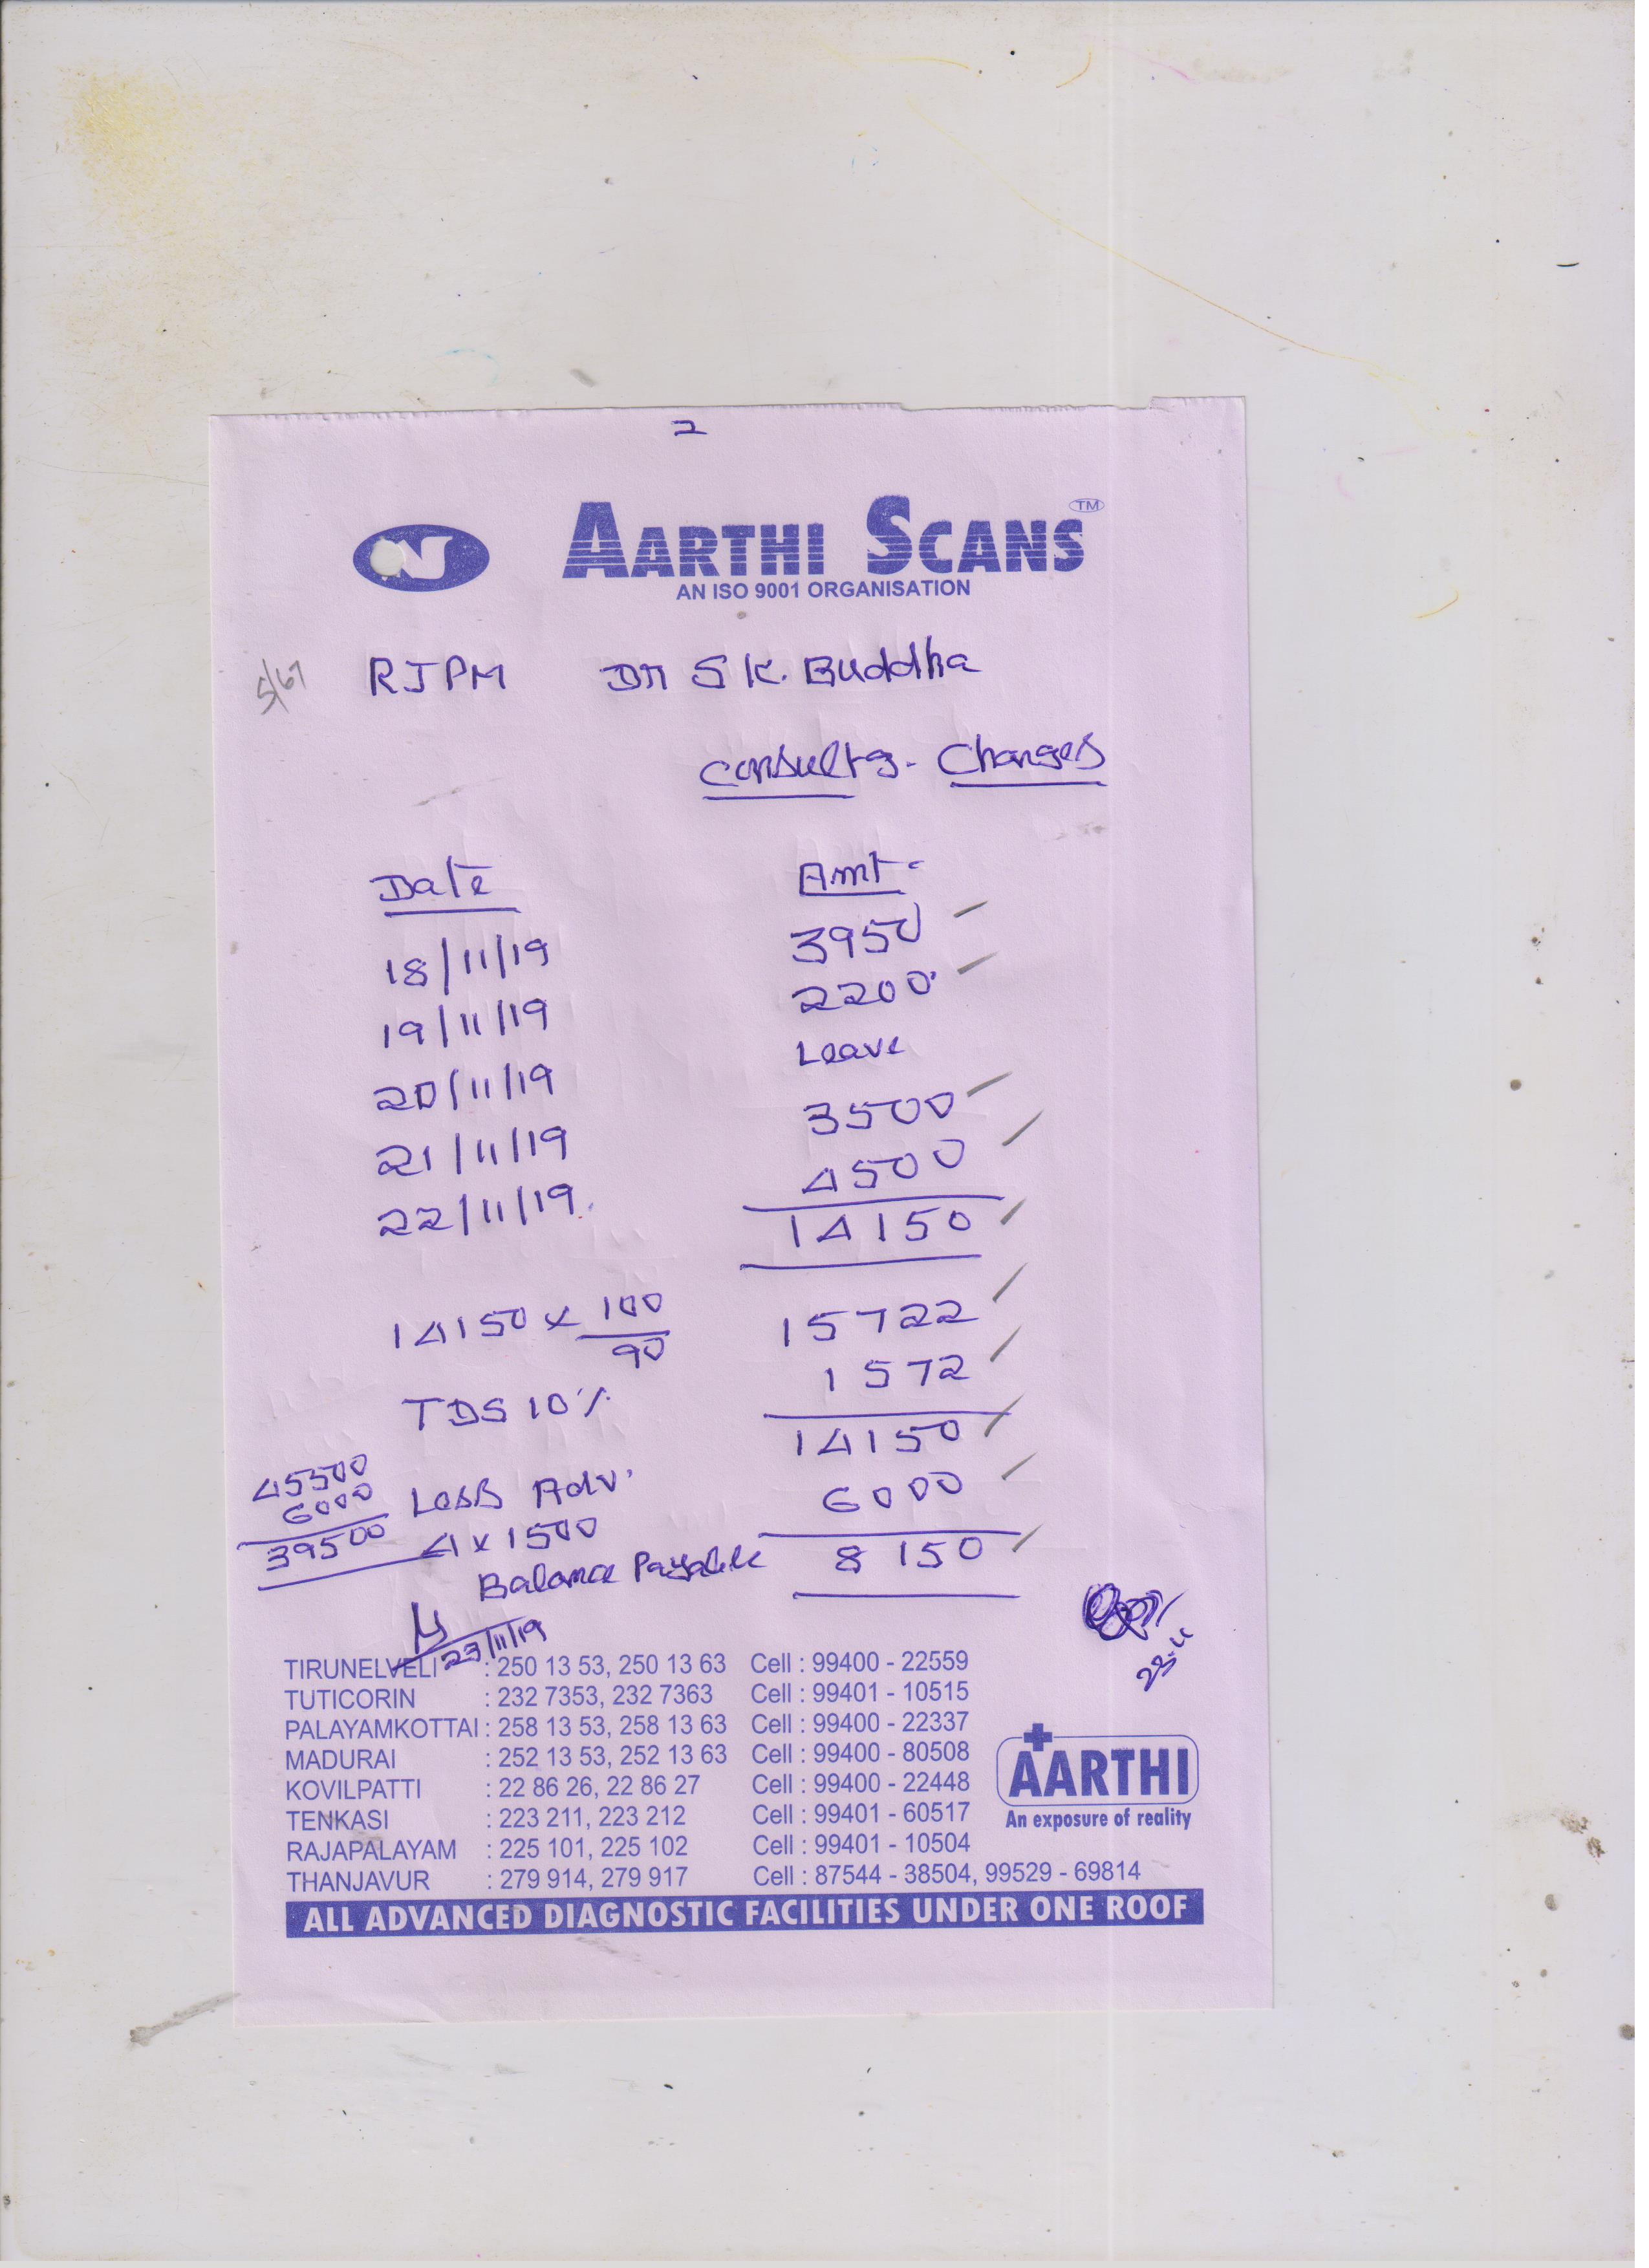 2
AARTHI SCANS TM
AN ISO 9001 ORGANISATION
5/67 RJPM Dr S K. Buddha
Consultg. Charges
Date Amt.
18/11/19 3950
19/11/19 2200
20/11/19 Leave
21/11/19 3500
22/11/19. 4500
14150
14150 x 100/90 15722
TDS 10% 1572
14150
45500
6000 Less Adv. 6000
39500 4 x 1500
Balance Payable 8150
23/11/19
TIRUNELVELI : 250 13 53, 250 13 63 Cell : 99400 - 22559
TUTICORIN : 232 7353, 232 7363 Cell : 99401 - 10515
PALAYAMKOTTAI : 258 13 53, 258 13 63 Cell : 99400 - 22337
MADURAI : 252 13 53, 252 13 63 Cell : 99400 - 80508
KOVILPATTI : 22 86 26, 22 86 27 Cell : 99400 - 22448
TENKASI : 223 211, 223 212 Cell : 99401 - 60517
RAJAPALAYAM : 225 101, 225 102 Cell : 99401 - 10504
THANJAVUR : 279 914, 279 917 Cell : 87544 - 38504, 99529 - 69814
AARTHI
An exposure of reality
ALL ADVANCED DIAGNOSTIC FACILITIES UNDER ONE ROOF